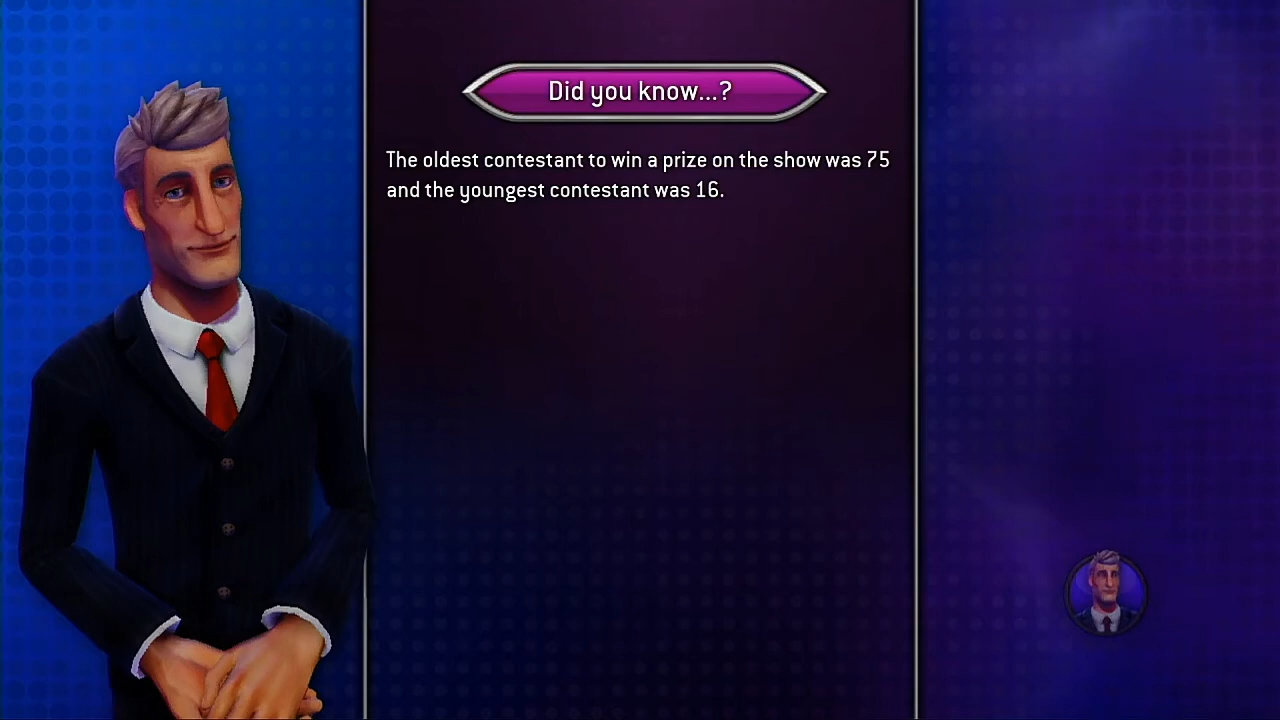 Did you know...?
The oldest contestant to win a prize on the show was 75
and the youngest contestant was 16.